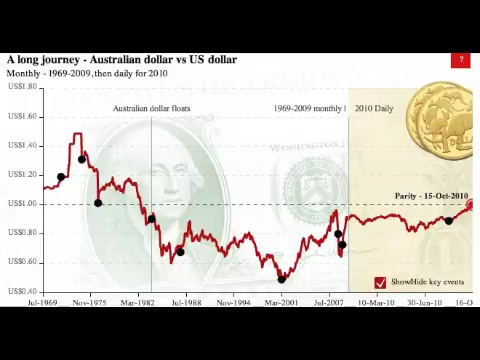 A long journey - Australian dollar vs US dollar
?
Monthly - 1969-2009, then daily for 2010
US$1.80
US$1.60
US$1.40
US$1.20
US$1.00
US$0.80
US$0.60
US$0.40
Australian dollar floats
1969-2009 monthly
2010 Daily
Parity - 15-Oct-2010
Show/Hide key events
Jul-1969 Nov-1975 Mar-1982 Jul-1988 Nov-1994 Mar-2001 Jul-2007 10-Mar-10 30-Jun-10 16-O